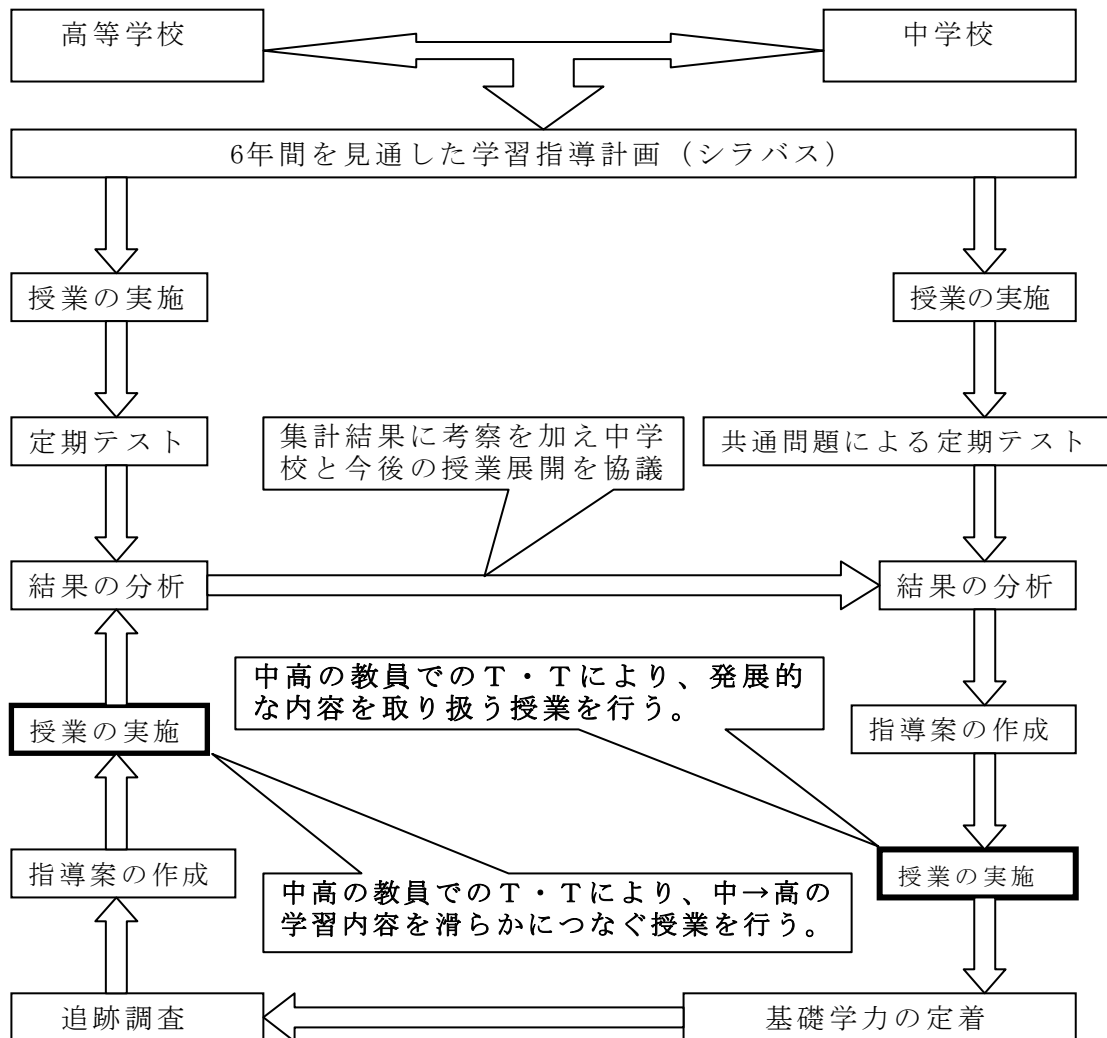 高等学校
中学校
6年間を見通した学習指導計画（シラバス）
授業の実施
授業の実施
定期テスト
集計結果に考察を加え中学
校と今後の授業展開を協議
共通問題による定期テスト
結果の分析
結果の分析
中高の教員でのＴ・Ｔにより、発展的
な内容を取り扱う授業を行う。
授業の実施
指導案の作成
指導案の作成
中高の教員でのＴ・Ｔにより、中→高の
学習内容を滑らかにつなぐ授業を行う。
授業の実施
追跡調査
基礎学力の定着